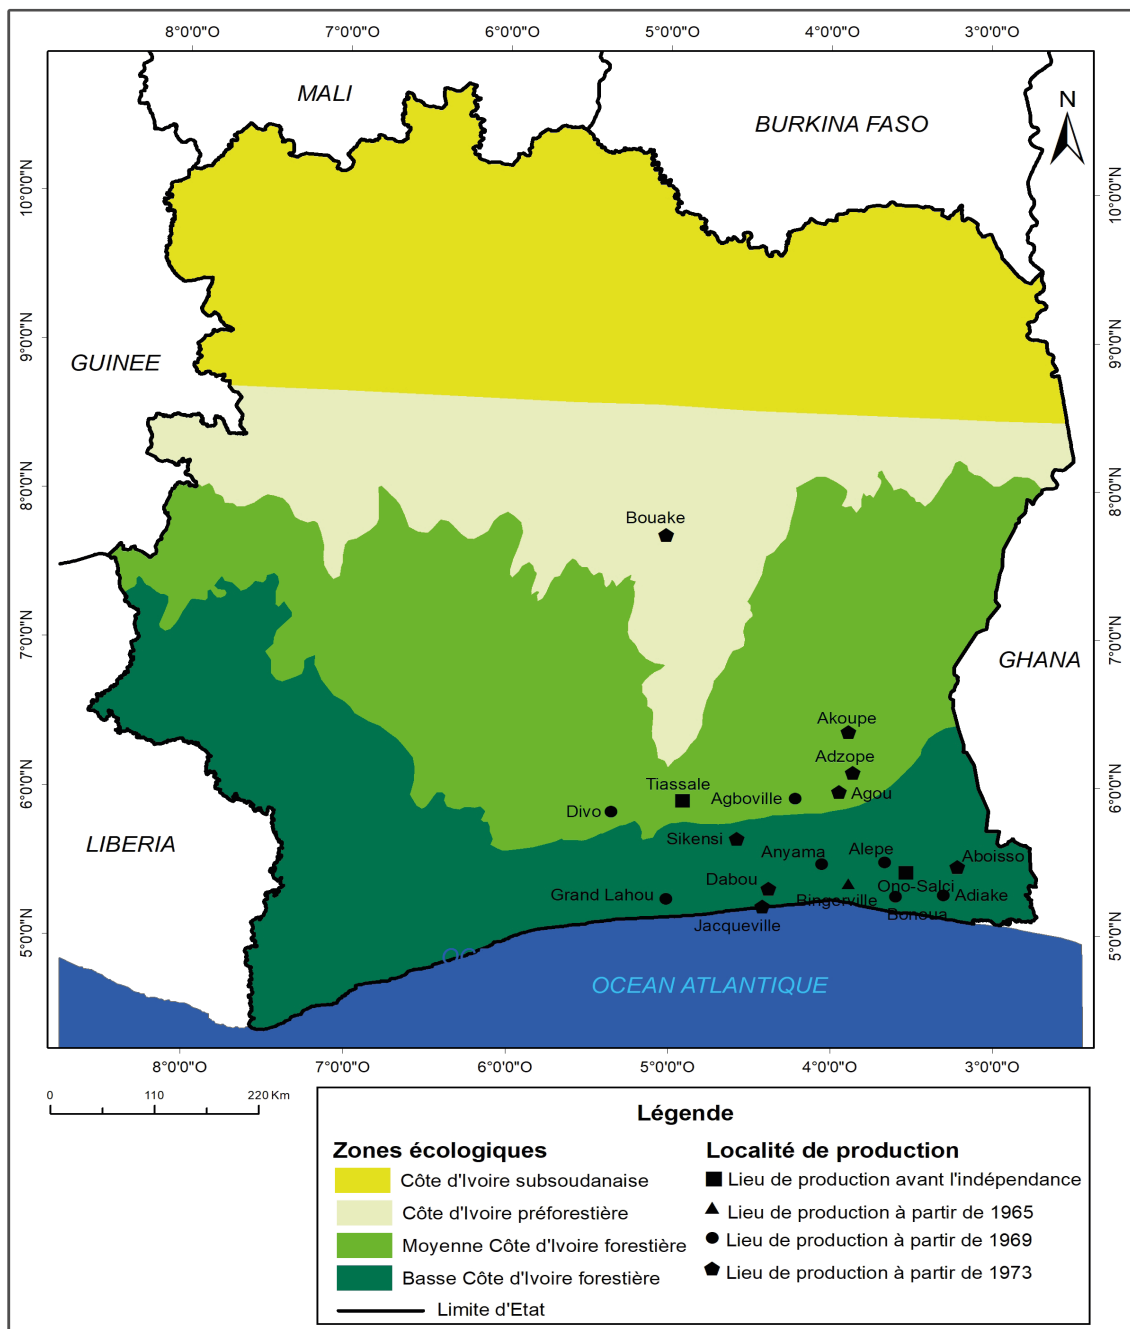 8°0'0"O 7°0'0"O 6°0'0"O 5°0'0"O 4°0'0"O 3°0'0"O
MALI
BURKINA FASO
N
10°0'0"N
10°0'0"N
9°0'0"N
9°0'0"N
GUINEE
8°0'0"N
8°0'0"N
Bouake
7°0'0"N
7°0'0"N
GHANA
Akoupe
Adzope
Tiassale
Agboville
Agou
6°0'0"N
6°0'0"N
Divo
LIBERIA
Sikensi
Anyama
Alepe
Aboisso
Dabou
Ono-Salci
Grand Lahou
Bingerville
Adiake
Bonoua
Jacqueville
5°0'0"N
5°0'0"N
OCEAN ATLANTIQUE
8°0'0"O 7°0'0"O 6°0'0"O 5°0'0"O 4°0'0"O 3°0'0"O
0 110 220 Km
Légende
Zones écologiques
Côte d'Ivoire subsoudanaise
Côte d'Ivoire préforestière
Moyenne Côte d'Ivoire forestière
Basse Côte d'Ivoire forestière
Limite d'Etat
Localité de production
Lieu de production avant l'indépendance
Lieu de production à partir de 1965
Lieu de production à partir de 1969
Lieu de production à partir de 1973